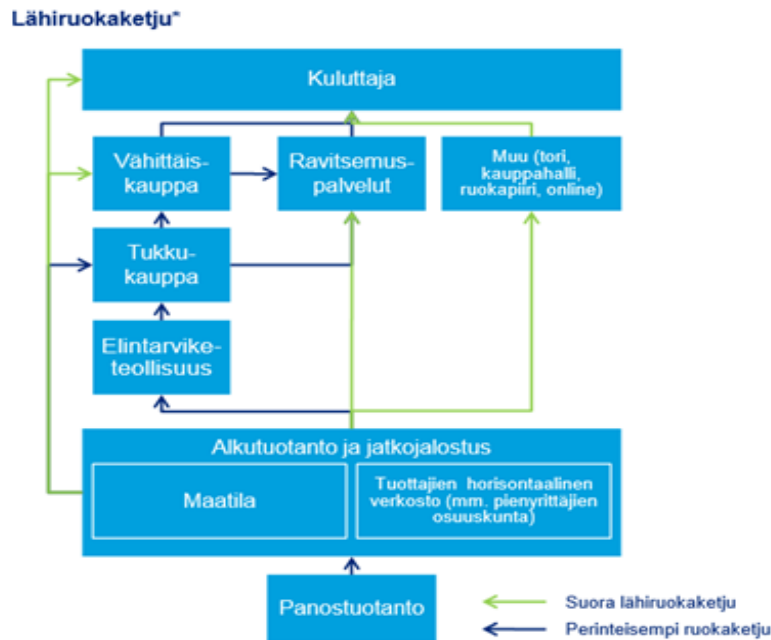 Lähiruokaketju*
Kuluttaja
Vähittäis-
kauppa
Ravitsemus-
palvelut
Muu (tori,
kauppahalli,
ruokapiiri, online)
Tukku-
kauppa
Elintarvike-
teollisuus
Alkutuotanto ja jatkojalostus
Maatila
Tuottajien horisontaalinen
verkosto (mm. pienyrittäjien
osuuskunta)
Panostuotanto
Suora lähiruokaketju
Perinteisempi ruokaketju